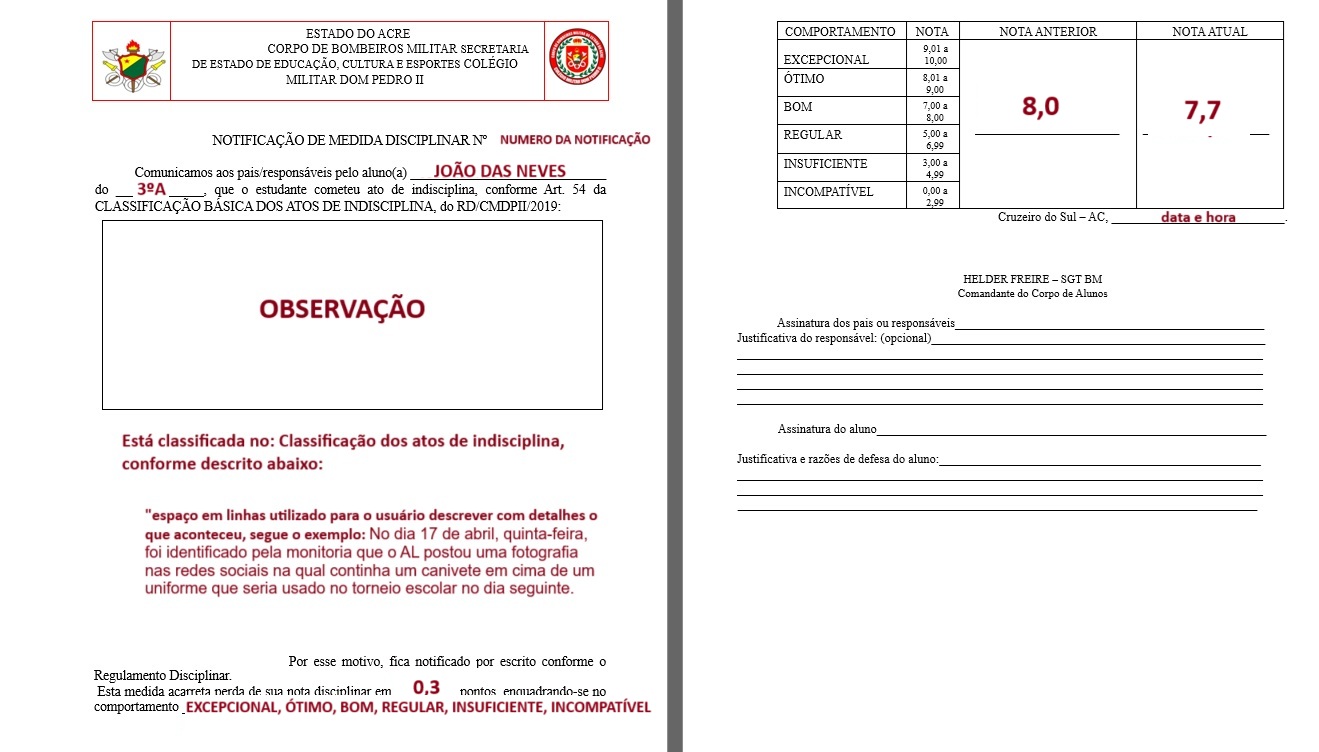 ESTADO DO ACRE
CORPO DE BOMBEIROS MILITAR SECRETARIA
DE ESTADO DE EDUCAÇÃO, CULTURA E ESPORTES COLÉGIO
MILITAR DOM PEDRO II
NOTIFICAÇÃO DE MEDIDA DISCIPLINAR Nº NUMERO DA NOTIFICAÇÃO
Comunicamos aos pais/responsáveis pelo aluno(a) JOÃO DAS NEVES
do 3ºA, que o estudante cometeu ato de indisciplina, conforme Art. 54 da
CLASSIFICAÇÃO BÁSICA DOS ATOS DE INDISCIPLINA, do RD/CMDPII/2019:
OBSERVAÇÃO
Está classificada no: Classificação dos atos de indisciplina,
conforme descrito abaixo:
"espaço em linhas utilizado para o usuário descrever com detalhes o
que aconteceu, segue o exemplo: No dia 17 de abril, quinta-feira,
foi identificado pela monitoria que o AL postou uma fotografia
nas redes sociais na qual continha um canivete em cima de um
uniforme que seria usado no torneio escolar no dia seguinte.
Por esse motivo, fica notificado por escrito conforme o
Regulamento Disciplinar.
Esta medida acarreta perda de sua nota disciplinar em 0,3 pontos, enquadrando-se no
comportamento EXCEPCIONAL, ÓTIMO, BOM, REGULAR, INSUFICIENTE, INCOMPATÍVEL
COMPORTAMENTO NOTA NOTA ANTERIOR NOTA ATUAL
EXCEPCIONAL 9,01 a
10,00
ÓTIMO 8,01 a
9,00
BOM 7,00 a
8,00
8,0 7,7
REGULAR 5,00 a
6,99
INSUFICIENTE 3,00 a
4,99
INCOMPATÍVEL 0,00 a
2,99
Cruzeiro do Sul – AC, data e hora.
HELDER FREIRE – SGT BM
Comandante do Corpo de Alunos
Assinatura dos pais ou responsáveis
Justificativa do responsável: (opcional)
Assinatura do aluno
Justificativa e razões de defesa do aluno: